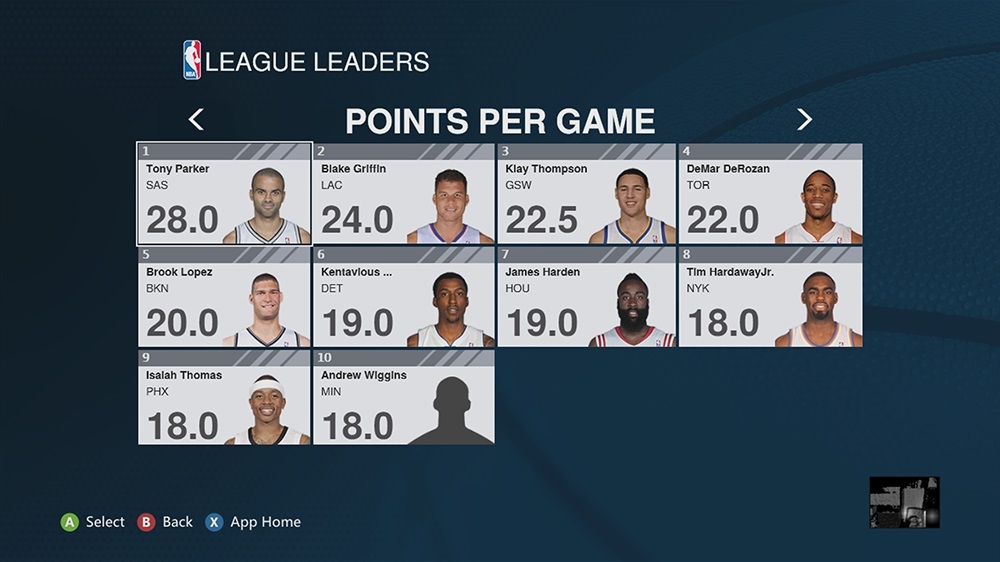 NBA
LEAGUE LEADERS
POINTS PER GAME
1
Tony Parker
SAS
28.0
2
Blake Griffin
LAC
24.0
3
Klay Thompson
GSW
22.5
4
DeMar DeRozan
TOR
22.0
5
Brook Lopez
BKN
20.0
6
Kentavious ...
DET
19.0
7
James Harden
HOU
19.0
8
Tim HardawayJr.
NYK
18.0
9
Isaiah Thomas
PHX
18.0
10
Andrew Wiggins
MIN
18.0
A Select B Back X App Home